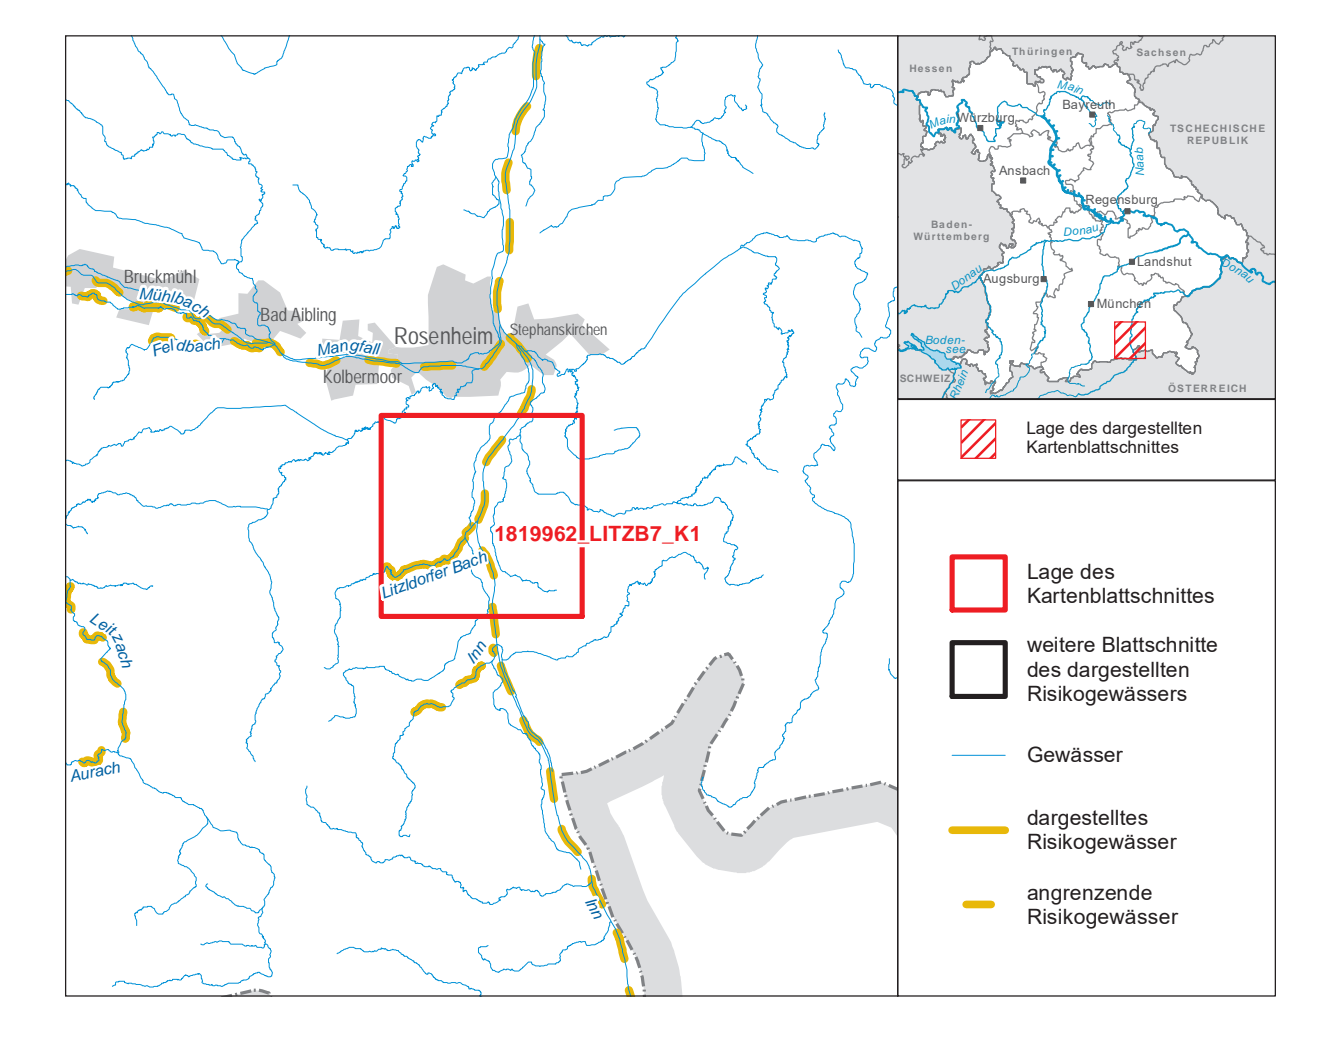 Bruckmühl
Mühlbach
Bad Aibling
Feldbach
Mangfall
Rosenheim
Stephanskirchen
Kolbermoor
1819962_LITZB7_K1
Litzldorfer Bach
Leitzach
Inn
Aurach
Inn
Thüringen
Sachsen
Hessen
Main
Bayreuth
Main
Würzburg
TSCHECHISCHE
REPUBLIK
Naab
Ansbach
Regensburg
Baden-
Württemberg
Donau
Landshut
Donau
Donau
Augsburg
München
Boden-
see
SCHWEIZ
Rhein
ÖSTERREICH
Lage des dargestellten
Kartenblattschnittes
Lage des
Kartenblattschnittes
weitere Blattschnitte
des dargestellten
Risikogewässers
Gewässer
dargestelltes
Risikogewässer
angrenzende
Risikogewässer